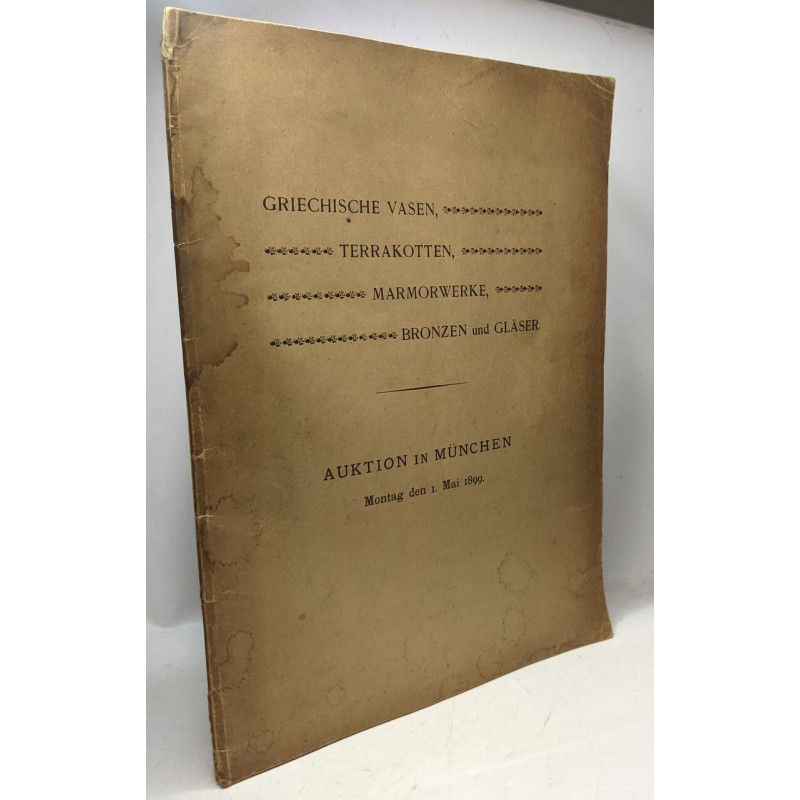 GRIECHISCHE VASEN,
TERRAKOTTEN,
MARMORWERKE,
BRONZEN und GLÄSER.
AUKTION IN MÜNCHEN
Montag den 1. Mai 1899.